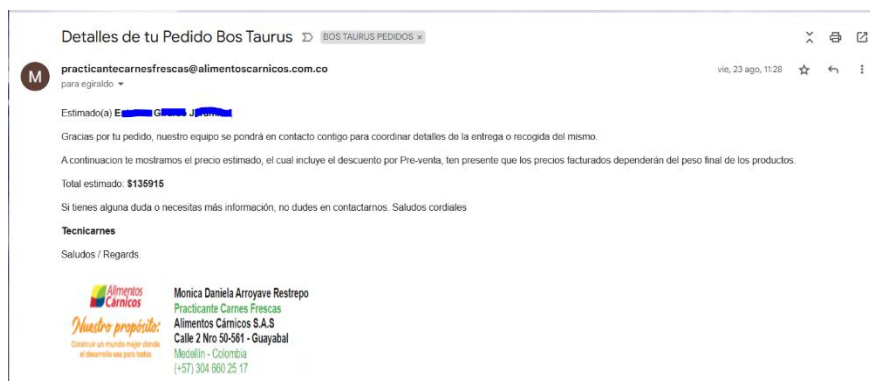 Detalles de tu Pedido Bos Taurus BOS TAURUS PEDIDOS ×
M
practicantecarnesfrescas@alimentoscarnicos.com.co vie, 23 ago, 11:28
para egiraldo
Estimado(a)
Gracias por tu pedido, nuestro equipo se pondrá en contacto contigo para coordinar detalles de la entrega o recogida del mismo.
A continuacion te mostramos el precio estimado, el cual incluye el descuento por Pre-venta, ten presente que los precios facturados dependerán del peso final de los productos.
Total estimado: $135915
Si tienes alguna duda o necesitas más información, no dudes en contactarnos. Saludos cordiales
Tecnicarnes
Saludos / Regards.
Alimentos
Cárnicos
Nuestro propósito:
Construir un mundo mejor donde
el desarrollo sea para todos
Monica Daniela Arroyave Restrepo
Practicante Carnes Frescas
Alimentos Cárnicos S.A.S
Calle 2 Nro 50-561 - Guayabal
Medellín - Colombia
(+57) 304 660 25 17